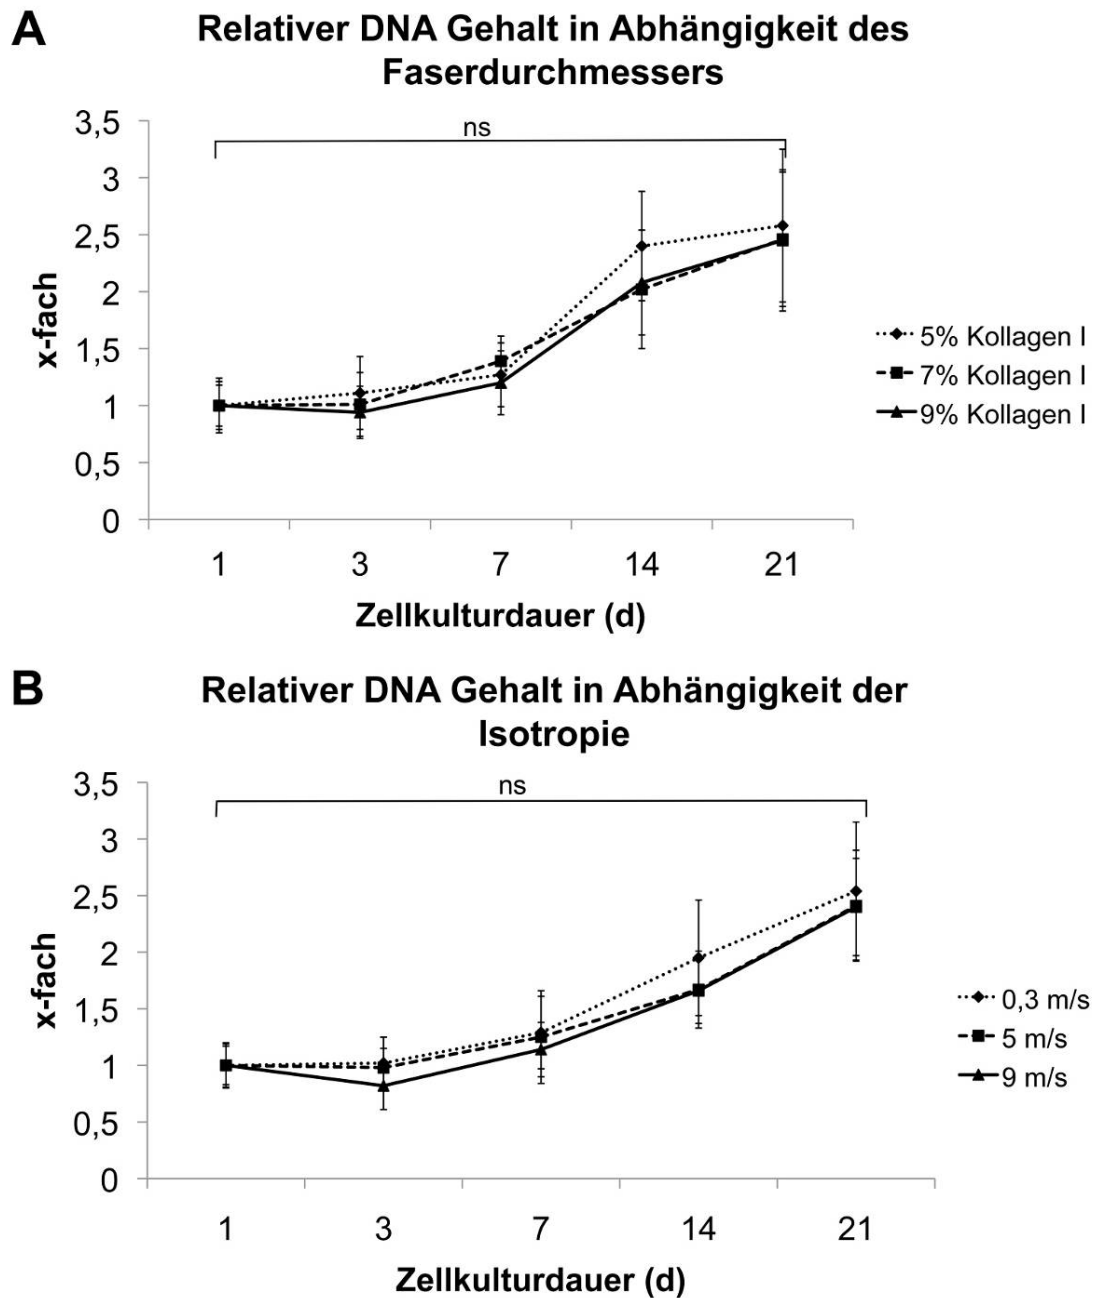 A
Relativer DNA Gehalt in Abhängigkeit des
Faserdurchmessers
3,5
3
2,5
2
1,5
1
0,5
0
x-fach
ns
1 3 7 14 21
Zellkulturdauer (d)
5% Kollagen I
7% Kollagen I
9% Kollagen I
B
Relativer DNA Gehalt in Abhängigkeit der
Isotropie
3,5
3
2,5
2
1,5
1
0,5
0
x-fach
ns
1 3 7 14 21
Zellkulturdauer (d)
0,3 m/s
5 m/s
9 m/s